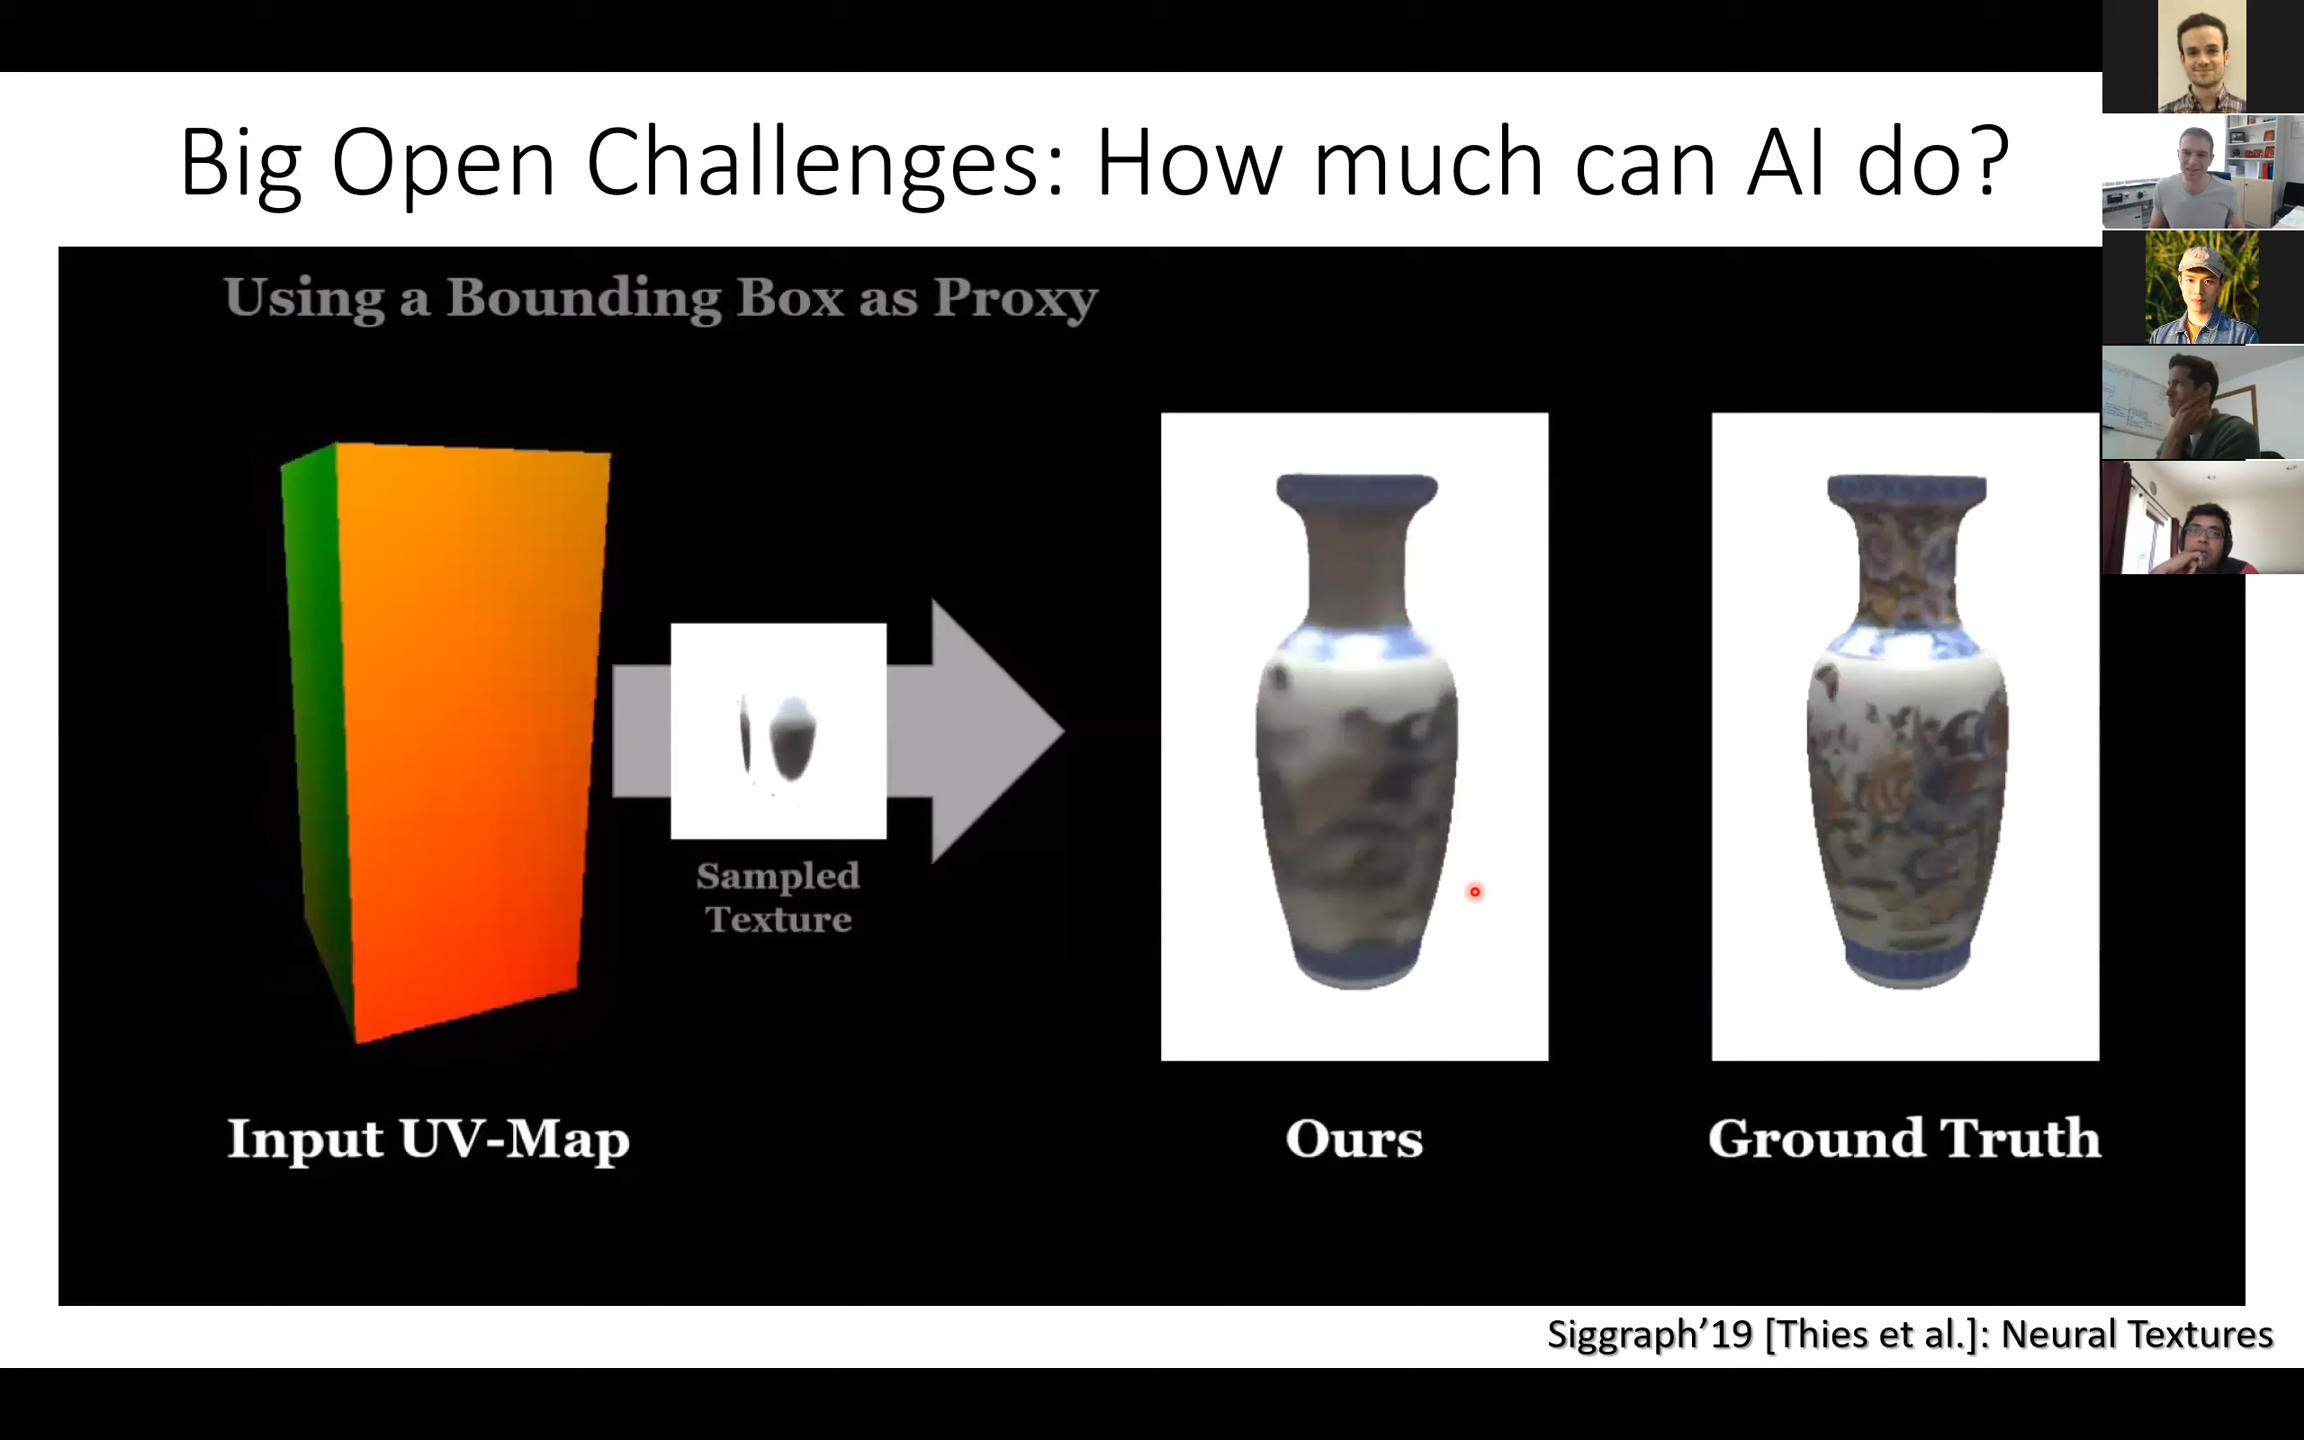 Big Open Challenges: How much can AI do?
Using a Bounding Box as Proxy
Sampled
Texture
Input UV-Map
Ours
Ground Truth
Siggraph’19 [Thies et al.]: Neural Textures